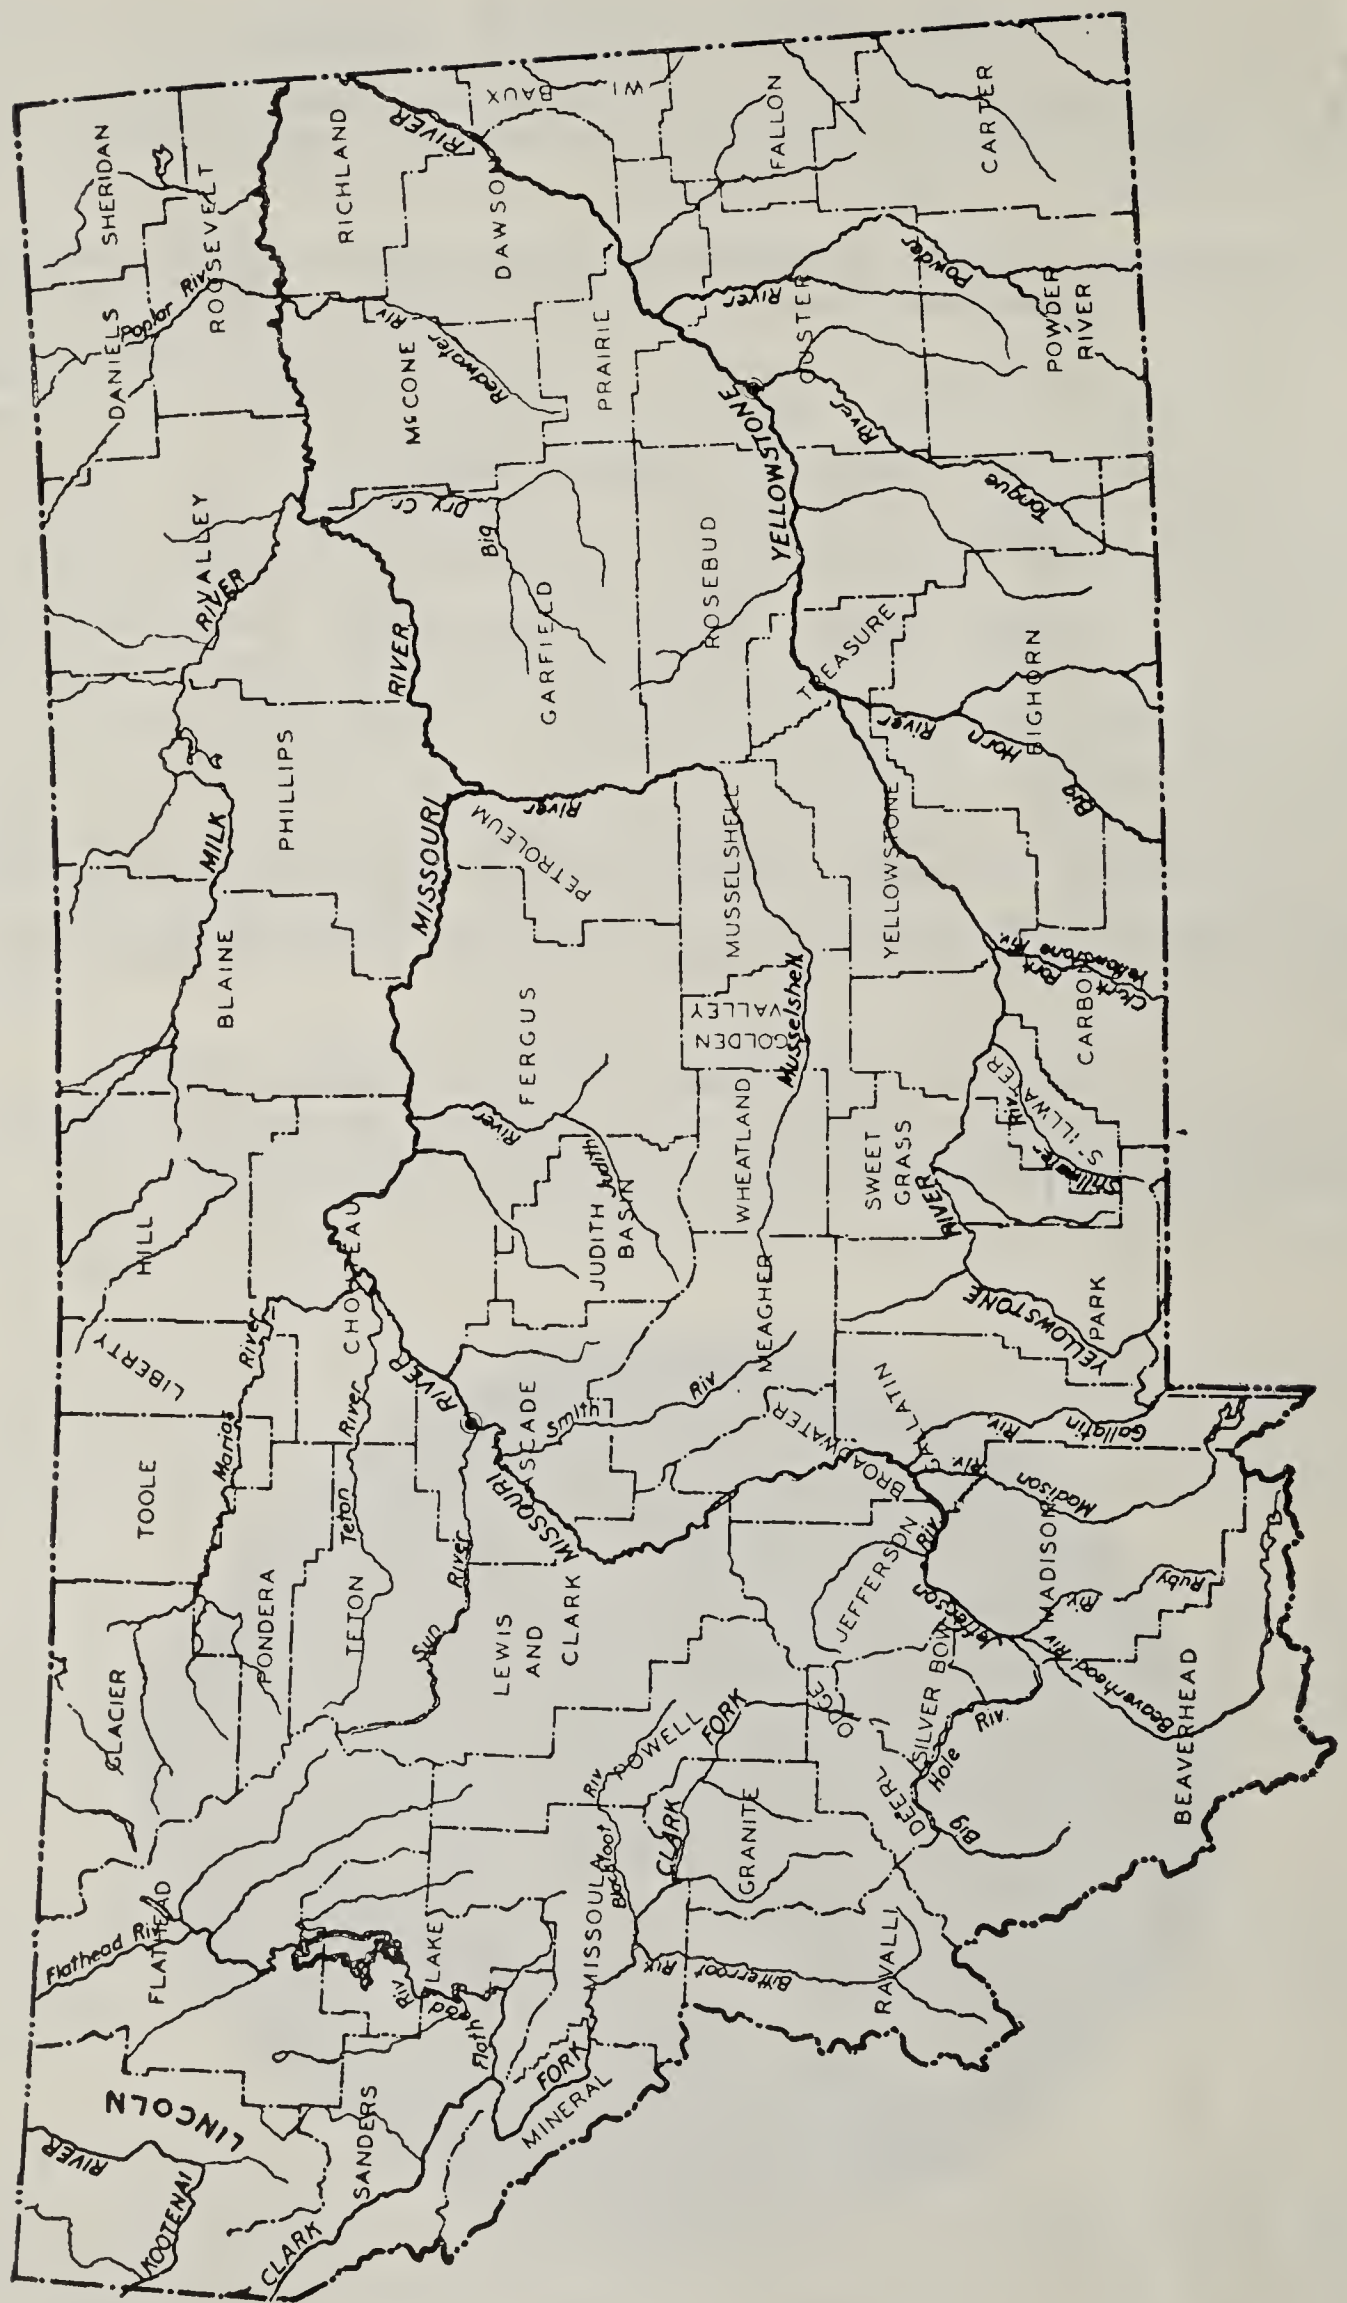 KOOTENAI
RIVER
LINCOLN
Flathead Riv
FLATHEAD
GLACIER
TOOLE
LIBERTY
HILL
BLAINE
PHILLIPS
VALLEY
DANIELS
SHERIDAN
ROOSEVELT
Poplar Riv
MILK
RIVER
Marias
River
PONDERA
TETON
Teton
River
CHOUTEAU
CLARK
SANDERS
FORK
MINERAL
Flathead
Riv
LAKE
MISSOULA
Blackfoot
Riv
POWELL
CLARK
FORK
GRANITE
Bitterroot
Riv
RAVALLI
LEWIS
AND
CLARK
Sun
River
CASCADE
Smith
Riv
MISSOURI
RIVER
MISSOURI
RIVER
JUDITH
BASIN
Judith
River
FERGUS
PETROLEUM
River
GARFIELD
Big
Dry
Cr.
McCONE
Redwater
Riv
RICHLAND
DAWSON
RIVER
WI
BAUX
PRAIRIE
FALLON
MEAGHER
WHEATLAND
GOLDEN
VALLEY
Musselshell
MUSSELSHELL
ROSEBUD
TREASURE
YELLOWSTONE
CUSTER
River
Powder
POWDER
RIVER
CARTER
River
Tongue
BIGHORN
Big
Horn
River
YELLOWSTONE
CARBON
Clark
Fork
Yellowstone Riv.
STILLWATER
Stillwater
Riv
SWEET
GRASS
PARK
YELLOWSTONE
RIVER
BROADWATER
GALLATIN
Gallatin
Riv
Madison
Riv.
MADISON
JEFFERSON
Jefferson
Riv.
SILVER BOW
DEER
LODGE
Big
Hole
Riv.
Ruby
Riv
Beaverhead
Beaverhead Riv
BEAVERHEAD